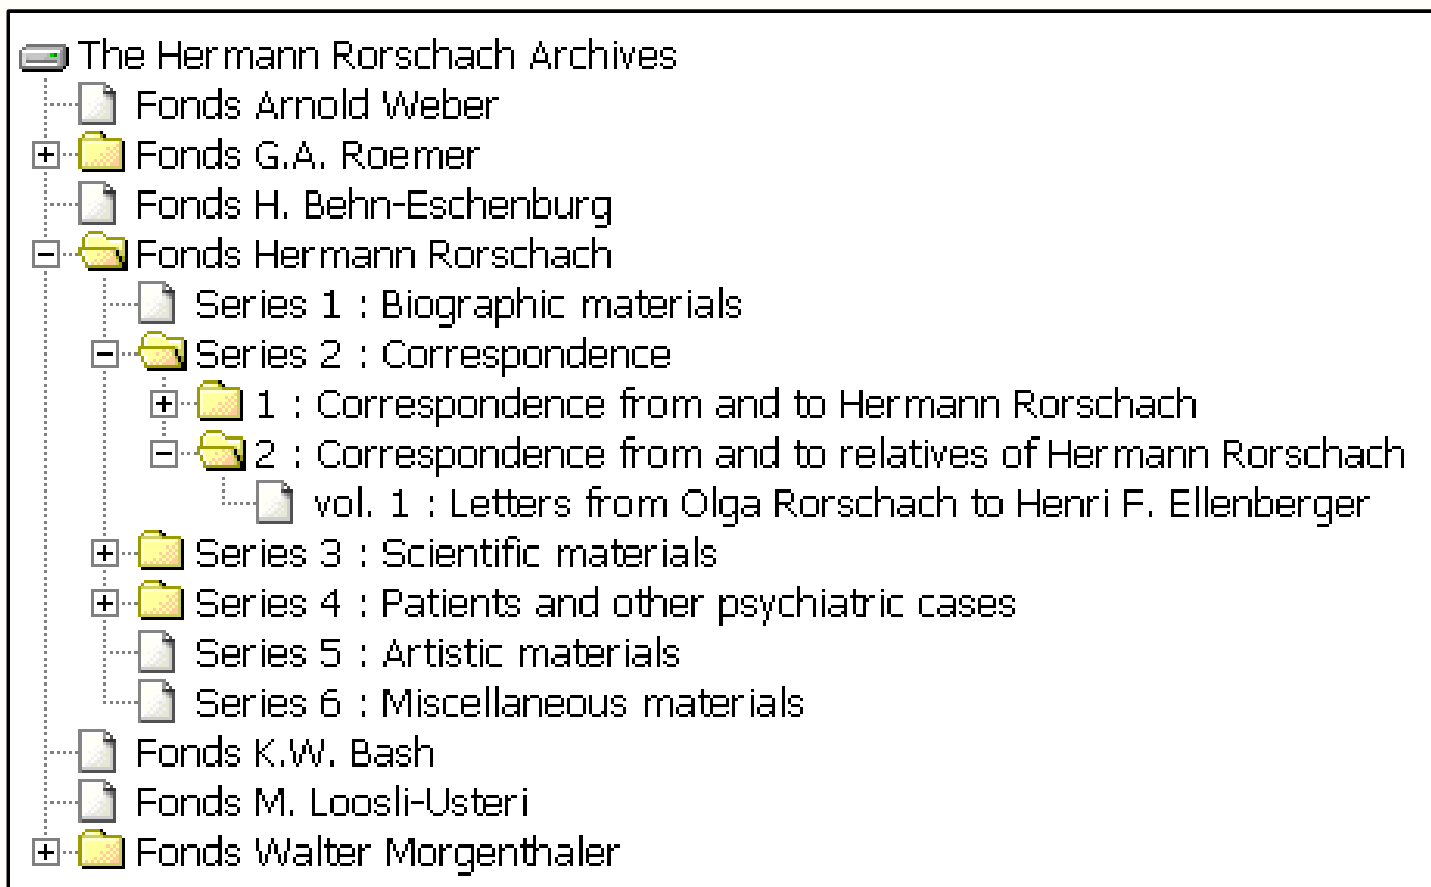 The Hermann Rorschach Archives
Fonds Arnold Weber
Fonds G.A. Roemer
Fonds H. Behn-Eschenburg
Fonds Hermann Rorschach
Series 1 : Biographic materials
Series 2 : Correspondence
1 : Correspondence from and to Hermann Rorschach
2 : Correspondence from and to relatives of Hermann Rorschach
vol. 1 : Letters from Olga Rorschach to Henri F. Ellenberger
Series 3 : Scientific materials
Series 4 : Patients and other psychiatric cases
Series 5 : Artistic materials
Series 6 : Miscellaneous materials
Fonds K.W. Bash
Fonds M. Loosli-Usteri
Fonds Walter Morgenthaler